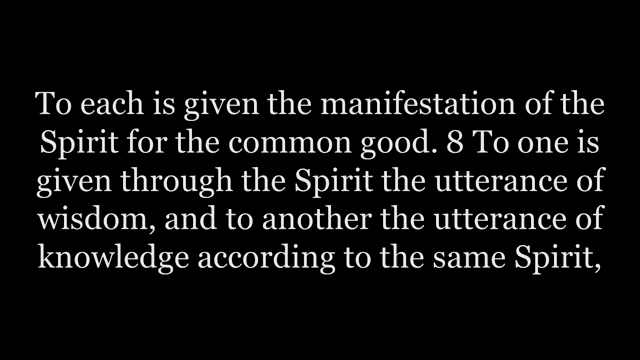 To each is given the manifestation of the
Spirit for the common good. 8 To one is
given through the Spirit the utterance of
wisdom, and to another the utterance of
knowledge according to the same Spirit,